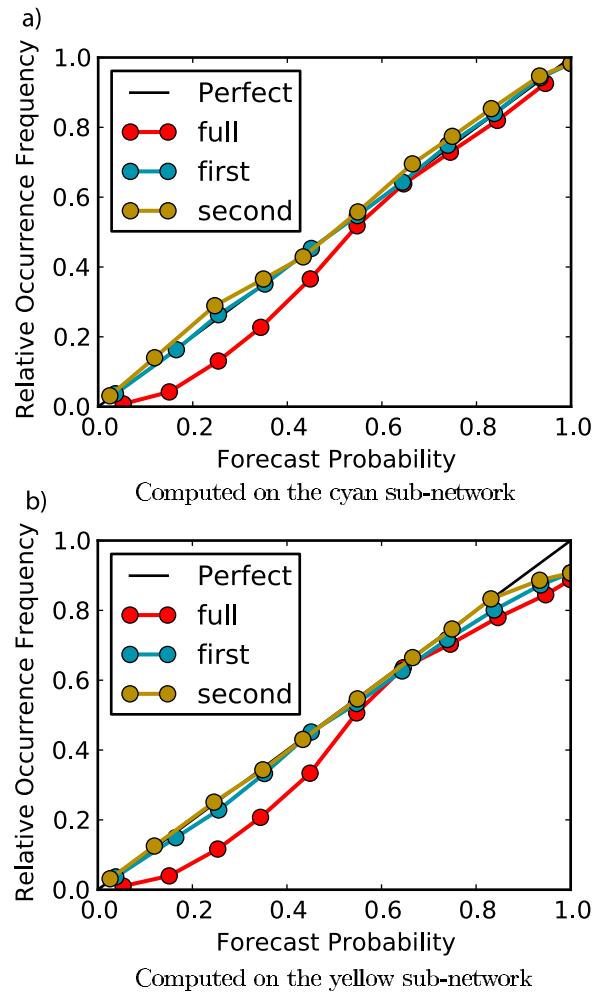 a)
Relative Occurrence Frequency
1.0
0.8
0.6
0.4
0.2
0.0
Perfect
full
first
second
0.0 0.2 0.4 0.6 0.8 1.0
Forecast Probability
Computed on the cyan sub-network
b)
Relative Occurrence Frequency
1.0
0.8
0.6
0.4
0.2
0.0
Perfect
full
first
second
0.0 0.2 0.4 0.6 0.8 1.0
Forecast Probability
Computed on the yellow sub-network